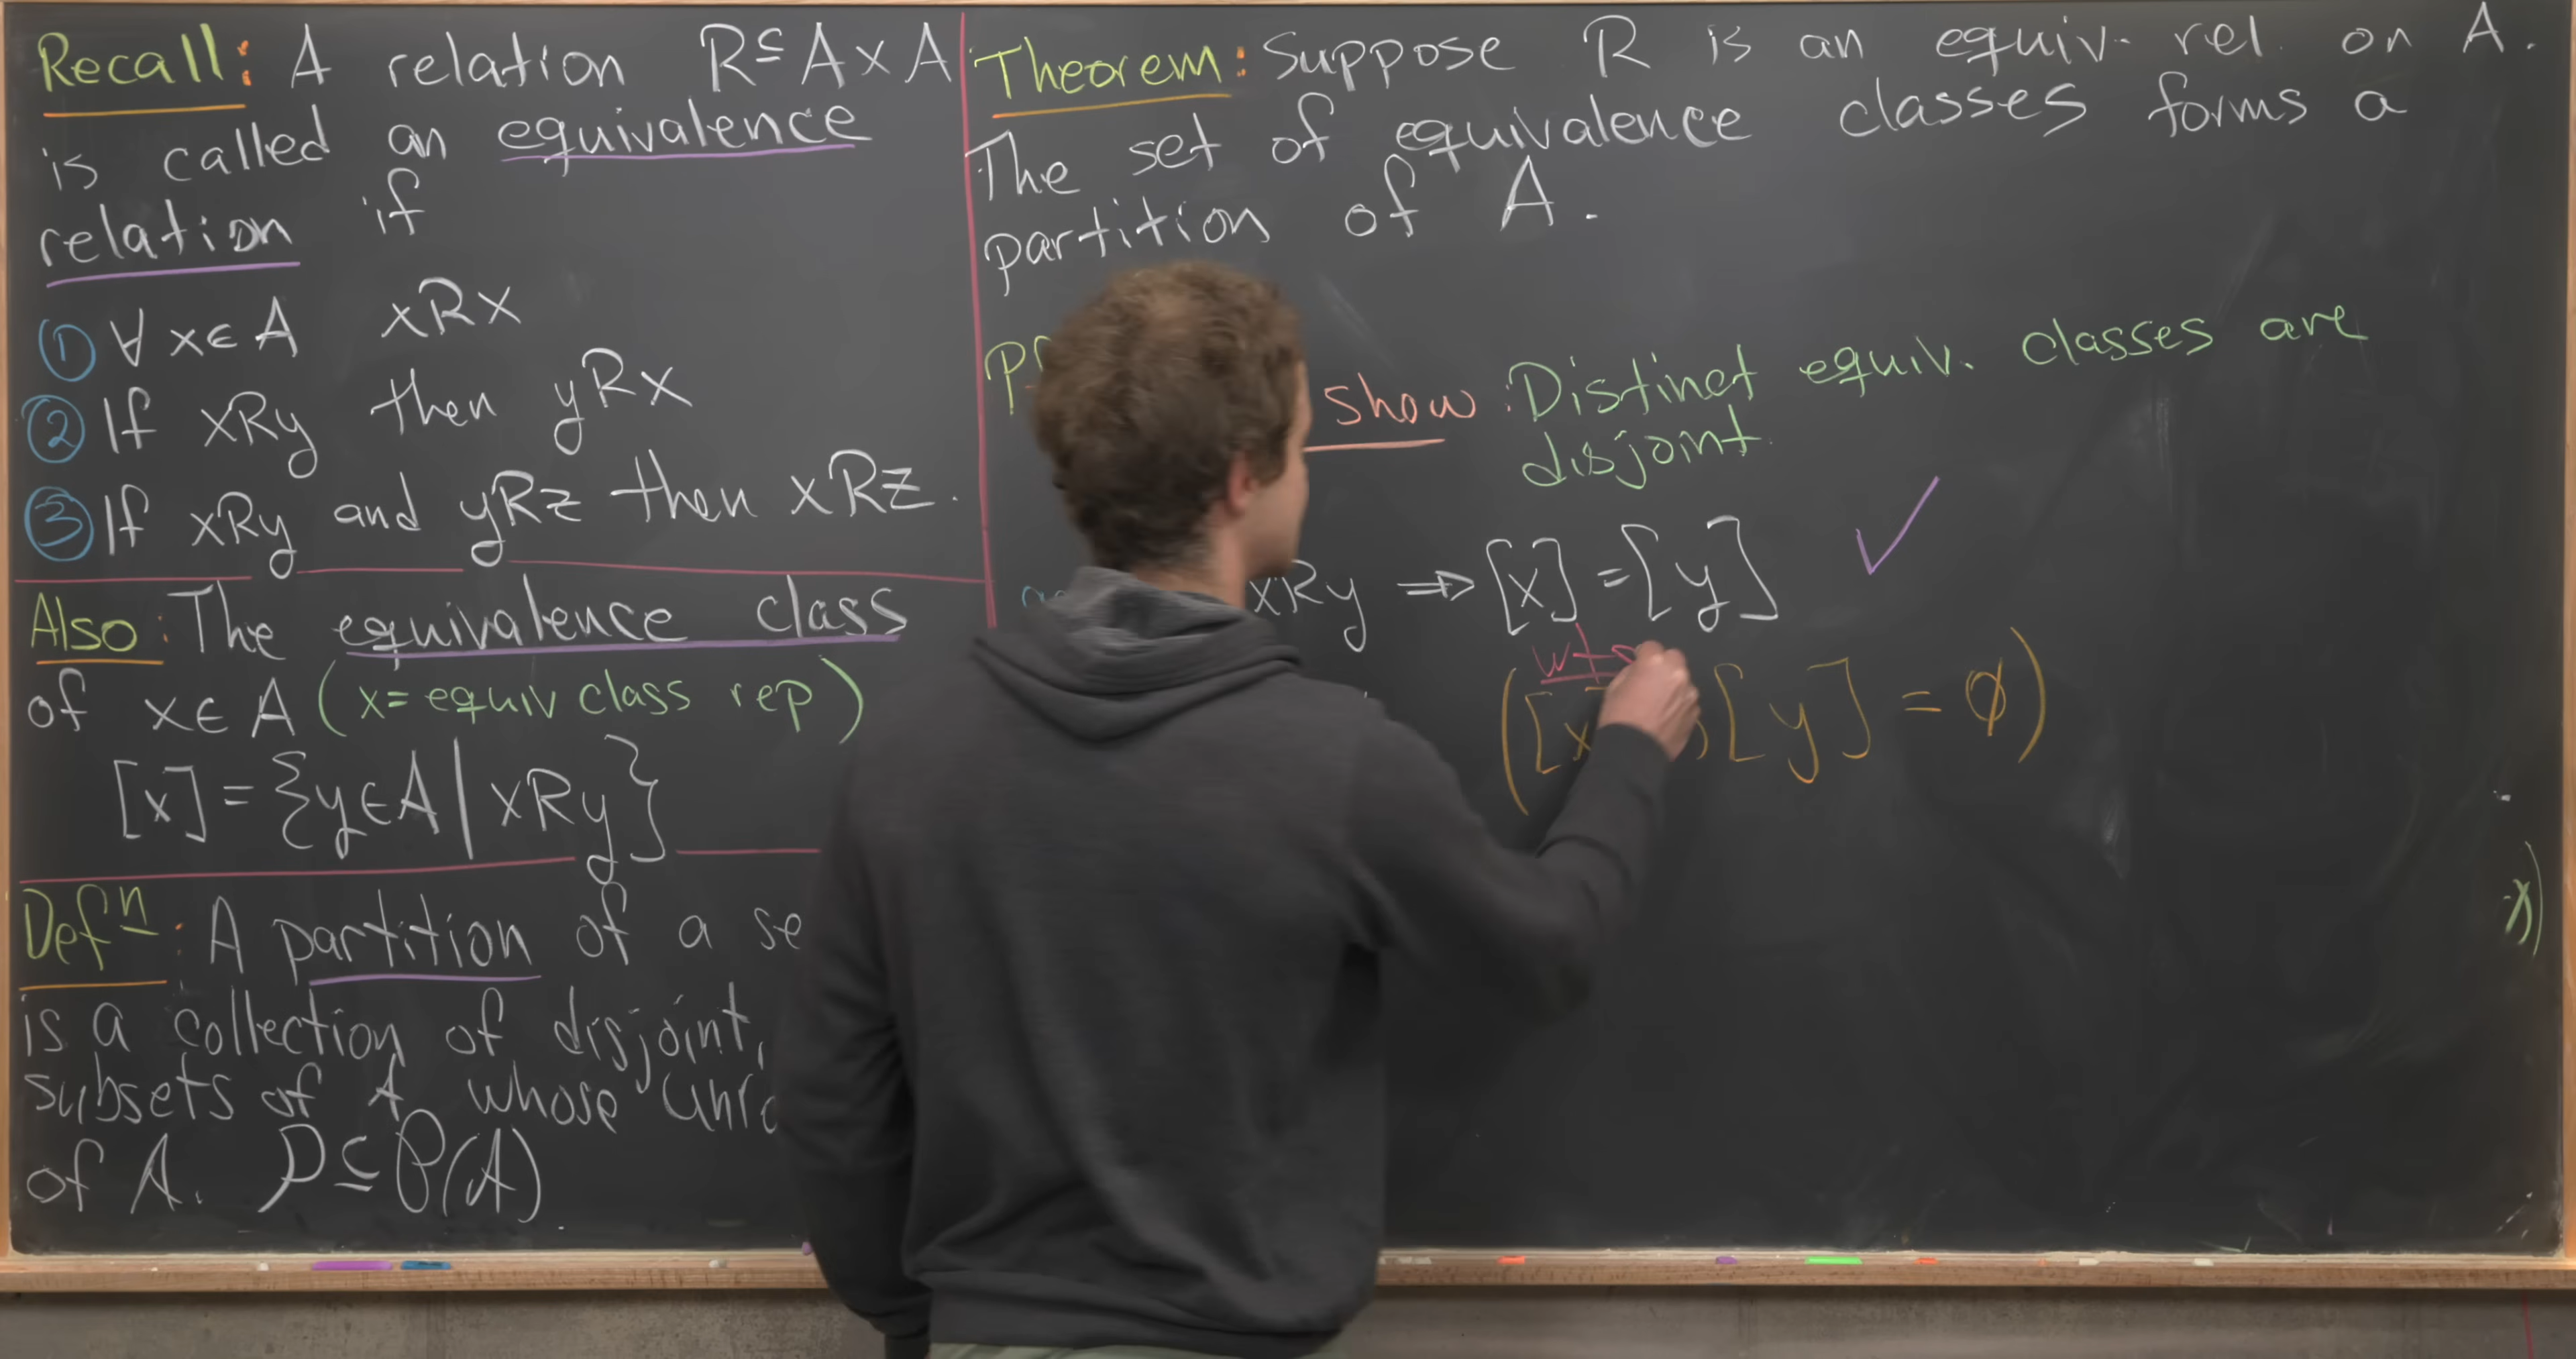 Recall: A relation R ⊆ A × A
is called an equivalence
relation if
① ∀ x ∈ A xRx
② If xRy then yRx
③ If xRy and yRz then xRz.
Also: The equivalence class
of x ∈ A (x = equiv class rep)
[x] = {y ∈ A | xRy}
Defⁿ: A partition of a
is a collection of disjoint,
subsets of A whose
of A. P ⊆ P(A)
Theorem: Suppose R is an equiv. rel. on A.
The set of equivalence classes forms a
partition of A.
Pf
show: Distinct equiv. classes are
disjoint.
xRy ⇒ [x] = [y] ✓
wts
([x] ∩ [y] = ∅)